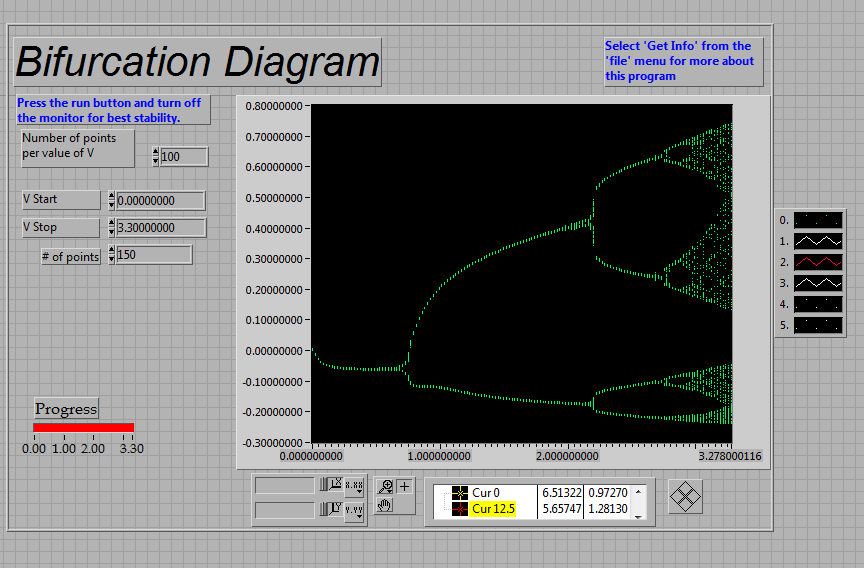 Bifurcation Diagram
Select 'Get Info' from the
'file' menu for more about
this program
Press the run button and turn off
the monitor for best stability.
Number of points
per value of V
100
V Start
0.00000000
V Stop
3.30000000
# of points
150
0.80000000
0.70000000
0.60000000
0.50000000
0.40000000
0.30000000
0.20000000
0.10000000
0.00000000
-0.10000000
-0.20000000
-0.30000000
0.000000000 1.000000000 2.000000000 3.278000116
0.
1.
2.
3.
4.
5.
Progress
0.00 1.00 2.00 3.30
X.XX
Y.YY
Cur 0 6.51322 0.97270
Cur 12.5 5.65747 1.28130